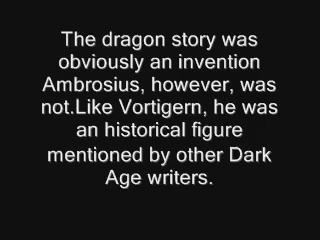 The dragon story was
obviously an invention
Ambrosius, however, was
not.Like Vortigern, he was
an historical figure
mentioned by other Dark
Age writers.